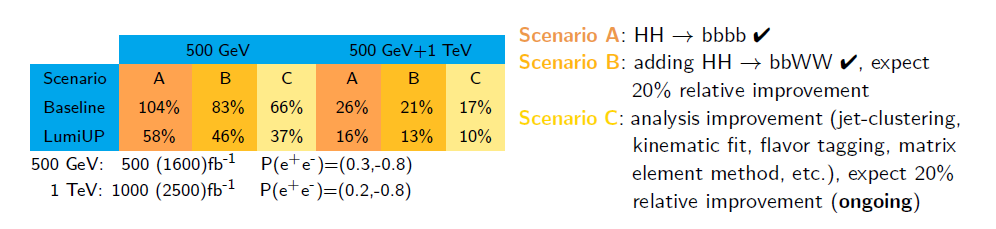 500 GeV 500 GeV+1 TeV
Scenario A B C A B C
Baseline 104% 83% 66% 26% 21% 17%
LumiUP 58% 46% 37% 16% 13% 10%
500 GeV: 500 (1600)fb-1 P(e+e-)=(0.3,-0.8)
1 TeV: 1000 (2500)fb-1 P(e+e-)=(0.2,-0.8)
Scenario A: HH → bbbb ✔
Scenario B: adding HH → bbWW ✔, expect
20% relative improvement
Scenario C: analysis improvement (jet-clustering,
kinematic fit, flavor tagging, matrix
element method, etc.), expect 20%
relative improvement (ongoing)